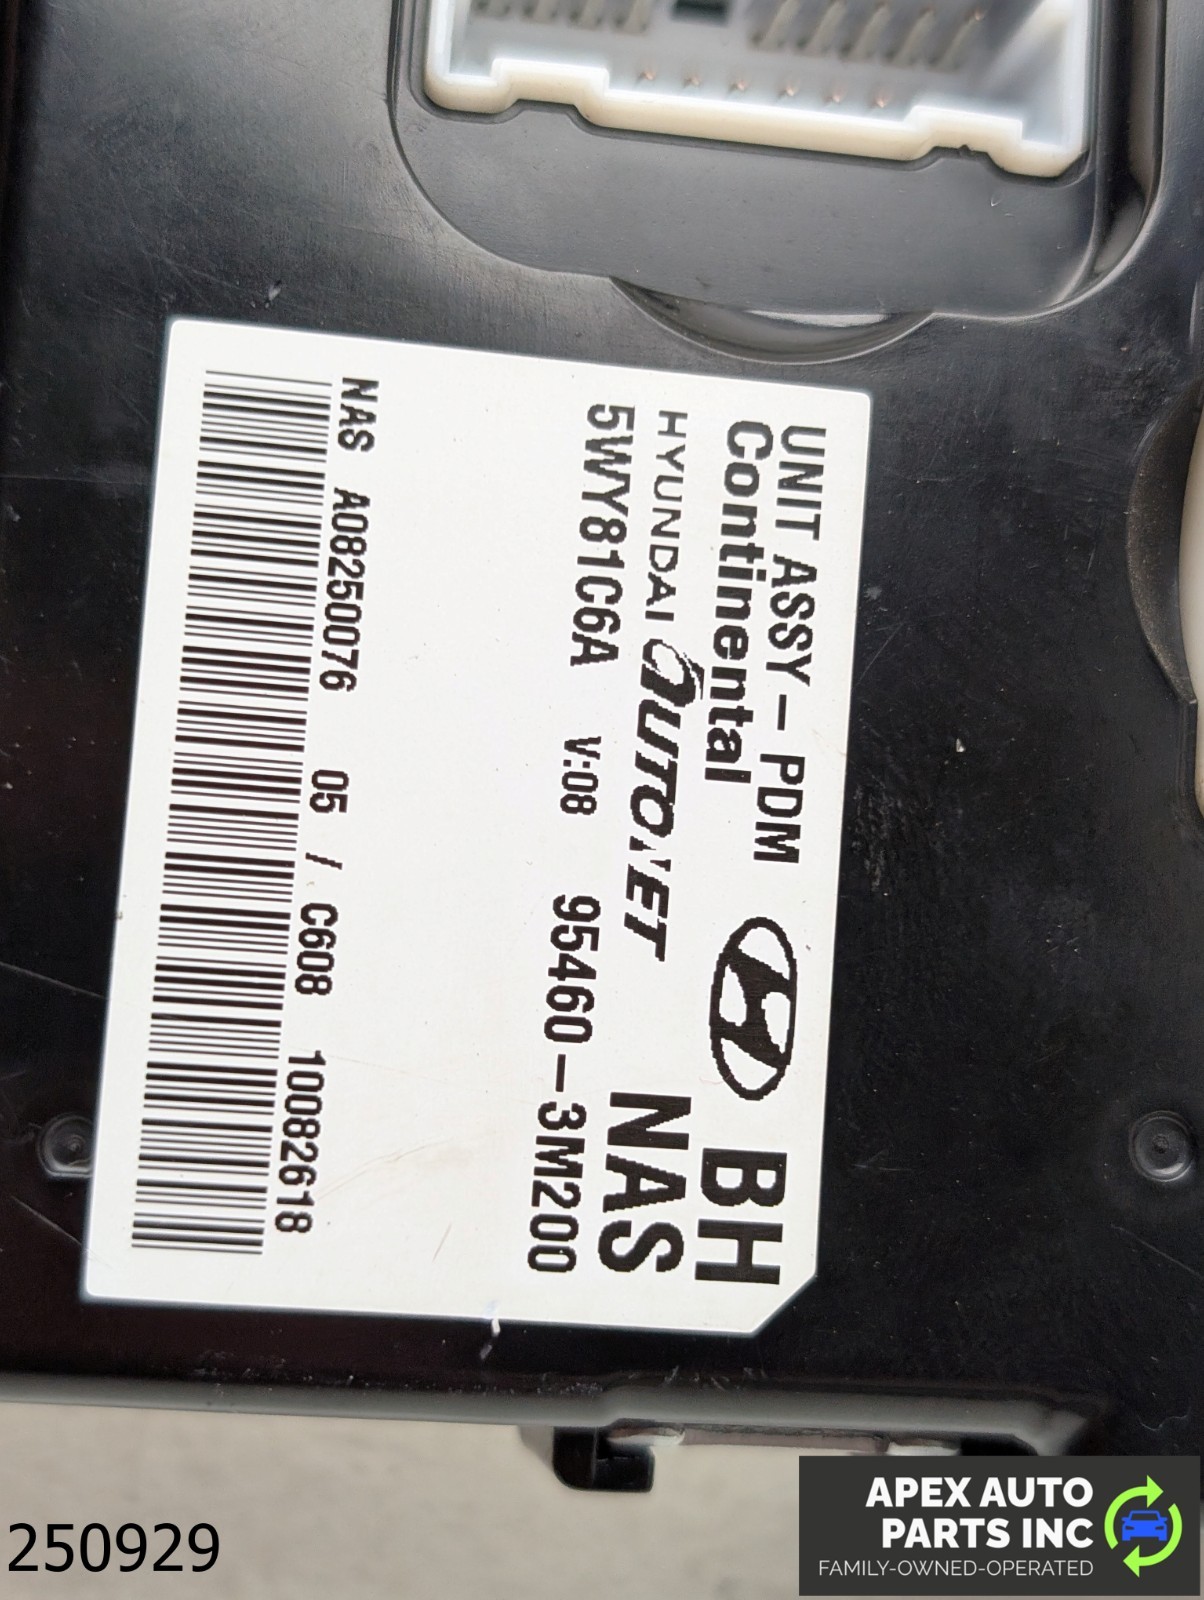 UNIT ASSY-PDM
Continental
BH
HYUNDAI AUTONET
NAS
5WY81C6A V:08 95460-3M200
NAS A08250076 05 / C608 10082618
250929
APEX AUTO
PARTS INC
FAMILY-OWNED-OPERATED